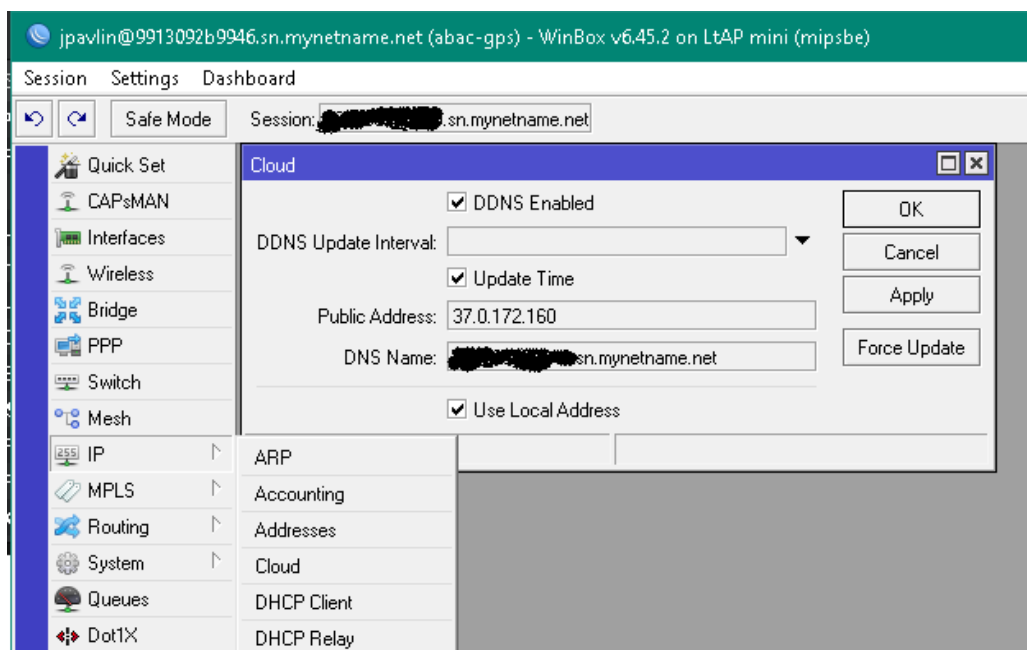 jpavlin@9913092b9946.sn.mynetname.net (abac-gps) - WinBox v6.45.2 on LtAP mini (mipsbe)
Session Settings Dashboard
Safe Mode Session: .sn.mynetname.net
Quick Set
CAPsMAN
Interfaces
Wireless
Bridge
PPP
Switch
Mesh
IP
MPLS
Routing
System
Queues
Dot1X
Cloud
DDNS Enabled
DDNS Update Interval:
Update Time
Public Address: 37.0.172.160
DNS Name: sn.mynetname.net
Use Local Address
OK
Cancel
Apply
Force Update
ARP
Accounting
Addresses
Cloud
DHCP Client
DHCP Relay